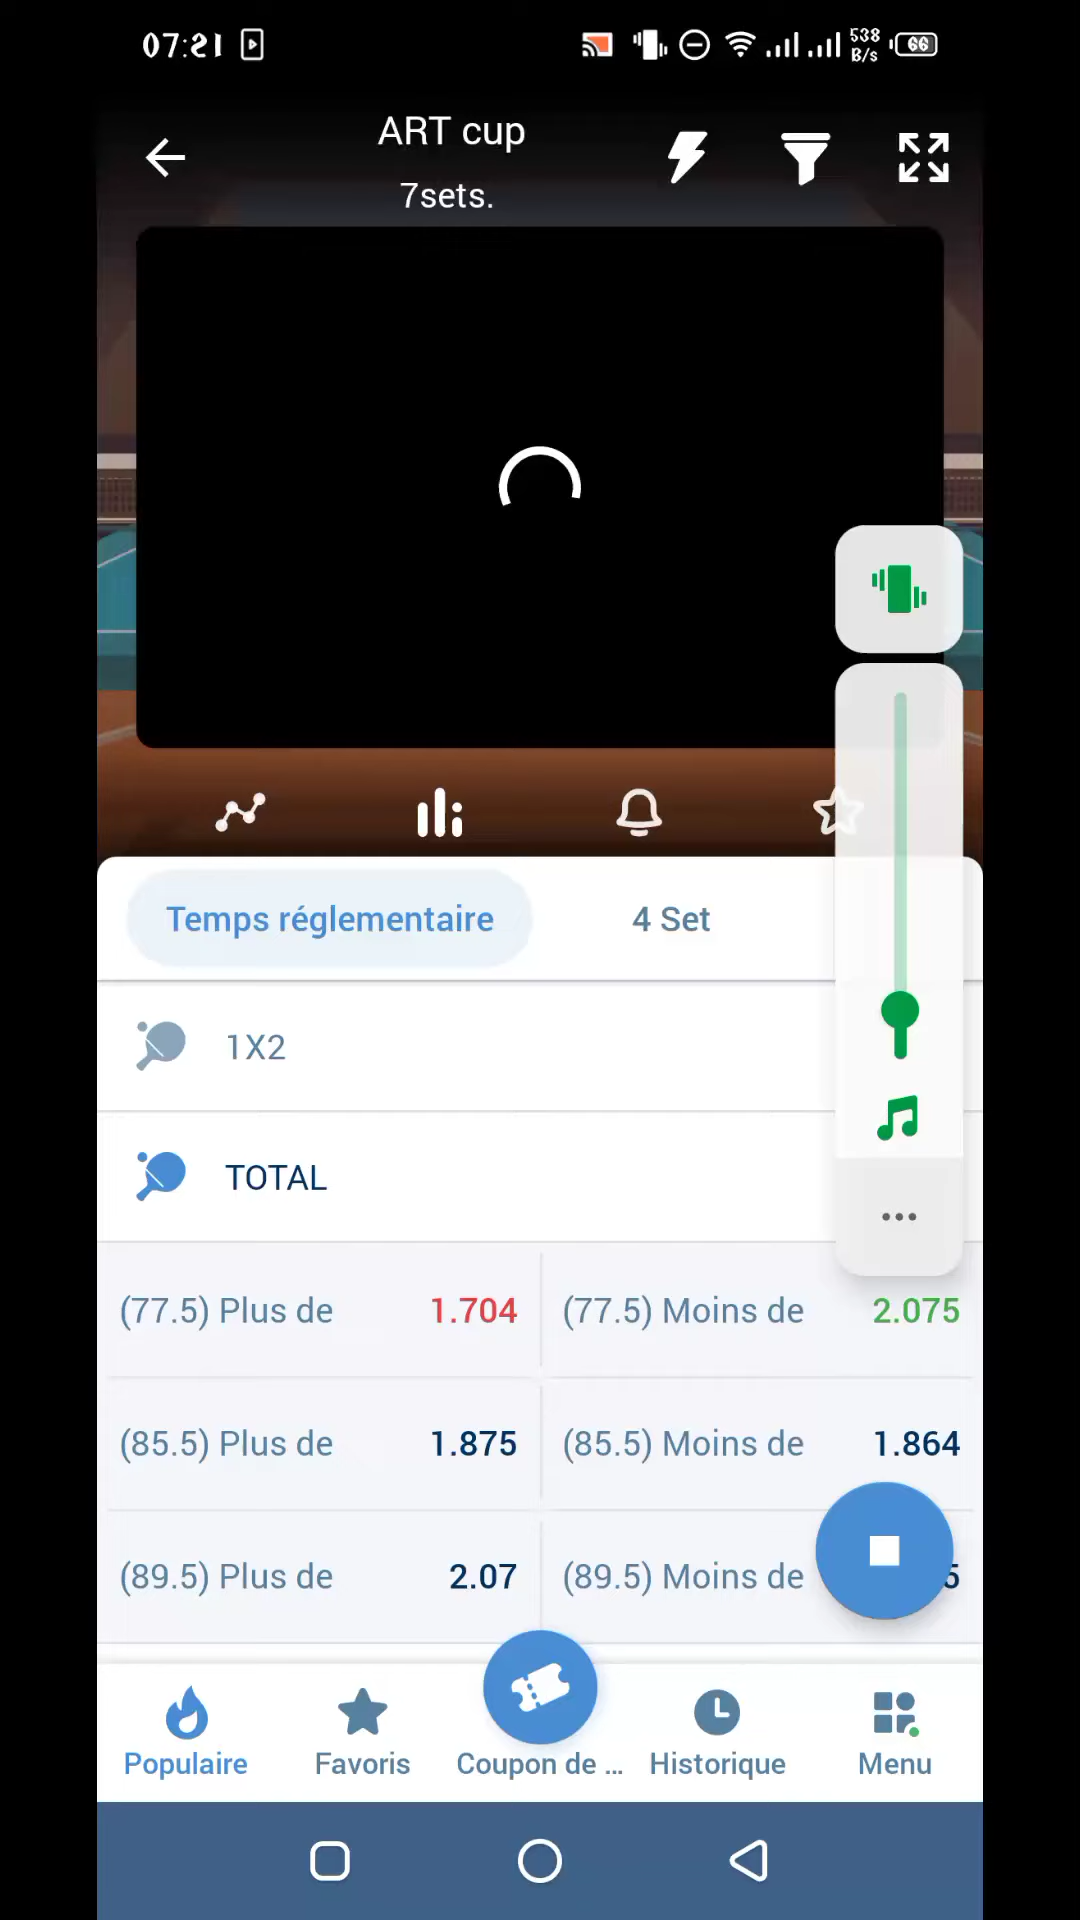 07:21
538
B/s
66
ART cup
7sets.
Temps réglementaire
4 Set
1X2
TOTAL
(77.5) Plus de 1.704 (77.5) Moins de 2.075
(85.5) Plus de 1.875 (85.5) Moins de 1.864
(89.5) Plus de 2.07 (89.5) Moins de
Populaire Favoris Coupon de ... Historique Menu